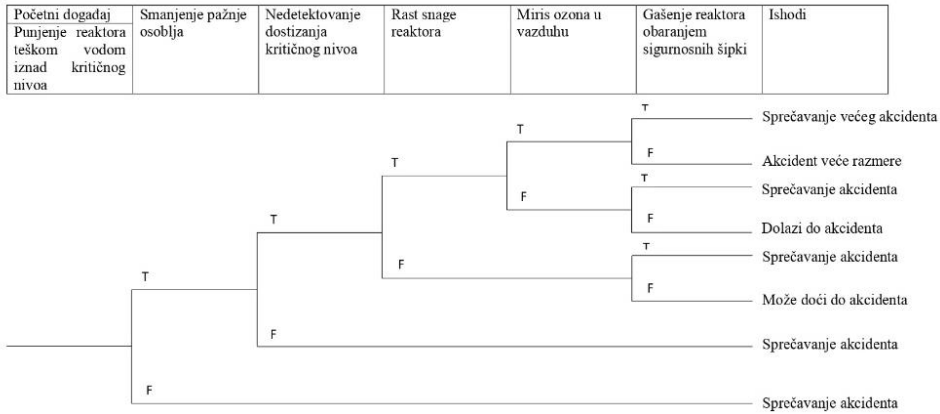 Početni događaj
Punjenje reaktora
teškom vodom
iznad kritičnog
nivoa
Smanjenje pažnje
osoblja
Nedetektovanje
dostizanja
kritičnog nivoa
Rast snage
reaktora
Miris ozona u
vazduhu
Gašenje reaktora
obaranjem
sigurnosnih šipki
Ishodi
T
Sprečavanje većeg akcidenta
T
F
Akcident veće razmere
T
T
Sprečavanje akcidenta
F
F
Dolazi do akcidenta
T
T
Sprečavanje akcidenta
F
F
Može doći do akcidenta
T
F
Sprečavanje akcidenta
F
Sprečavanje akcidenta